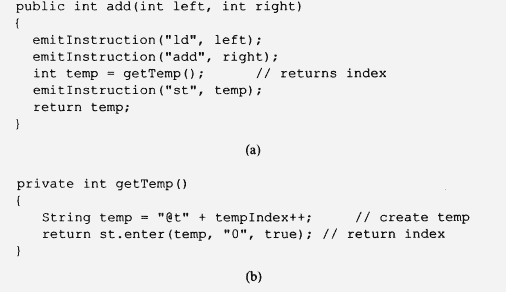 public int add(int left, int right)
{
emitInstruction("ld", left);
emitInstruction("add", right);
int temp = getTemp(); // returns index
emitInstruction("st", temp);
return temp;
}
(a)
private int getTemp()
{
String temp = "@t" + tempIndex++; // create temp
return st.enter(temp, "0", true); // return index
}
(b)